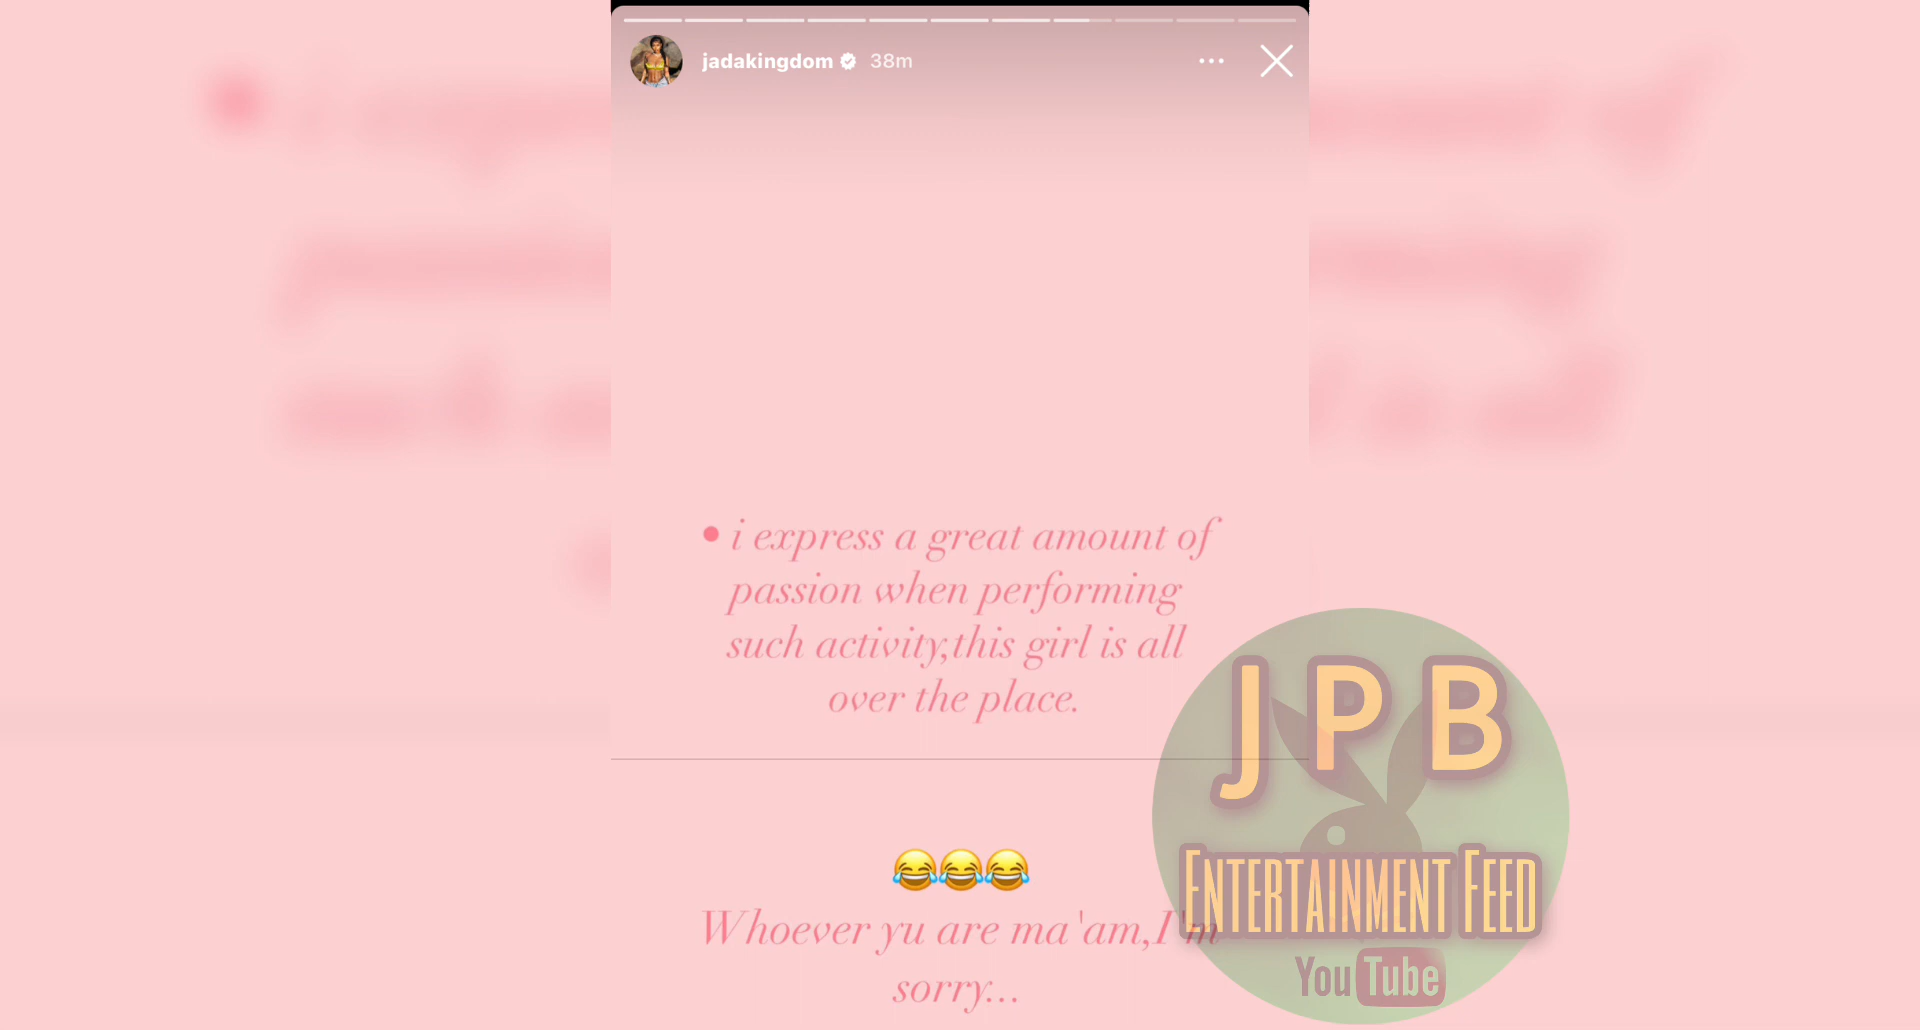 jadakingdom 38m
• i express a great amount of
passion when performing
such activity,this girl is all
over the place.
😂😂😂
Whoever yu are ma'am,I'm
sorry...
JPB
ENTERTAINMENT FEED
YouTube